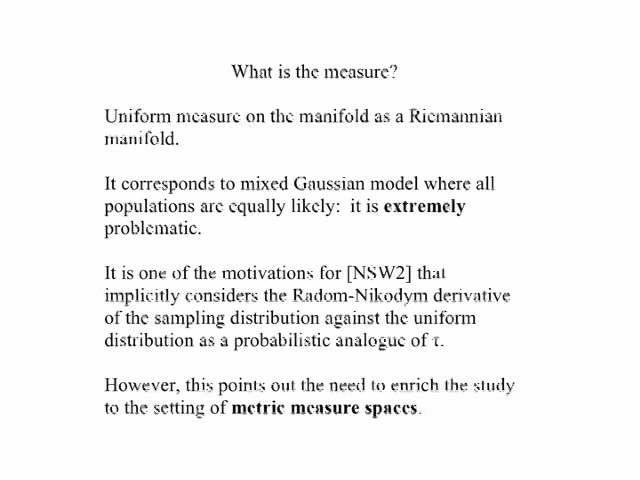 What is the measure?
Uniform measure on the manifold as a Riemannian
manifold.
It corresponds to mixed Gaussian model where all
populations are equally likely:  it is extremely
problematic.
It is one of the motivations for [NSW2] that
implicitly considers the Radom-Nikodym derivative
of the sampling distribution against the uniform
distribution as a probabilistic analogue of τ.
However, this points out the need to enrich the study
to the setting of metric measure spaces.